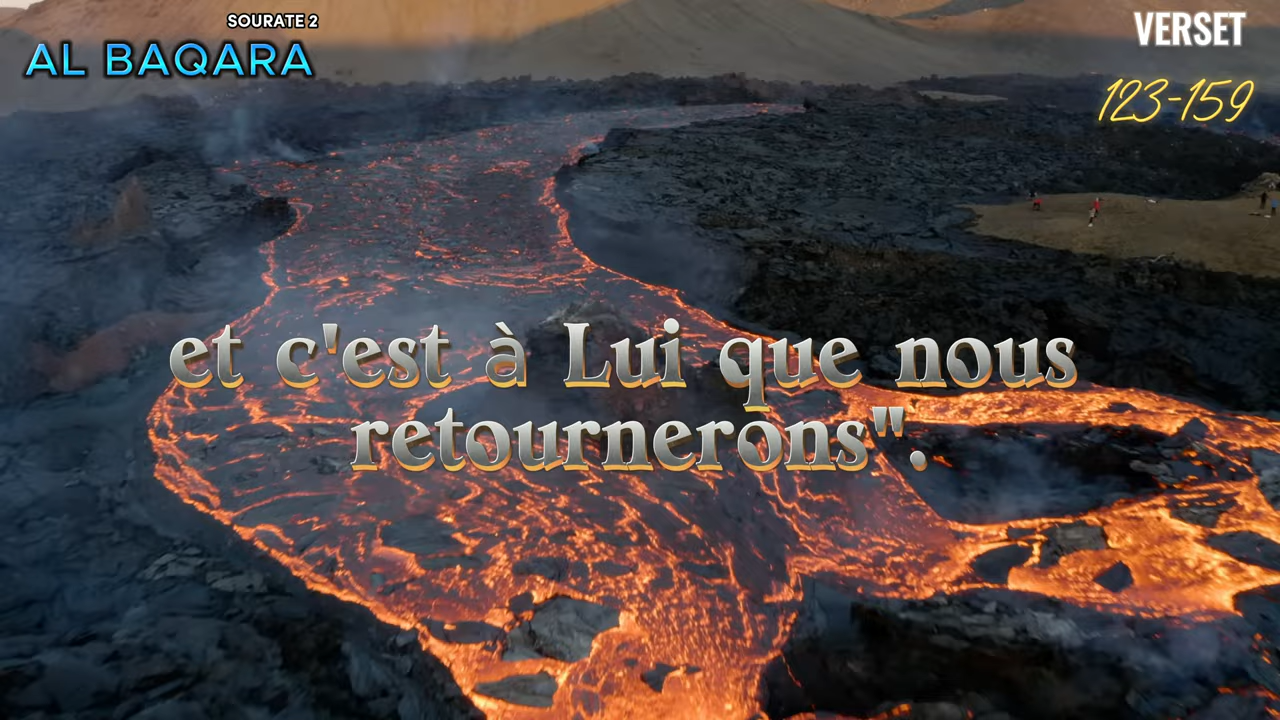 SOURATE 2
AL BAQARA
VERSET
123-159
et c'est à Lui que nous
retournerons".